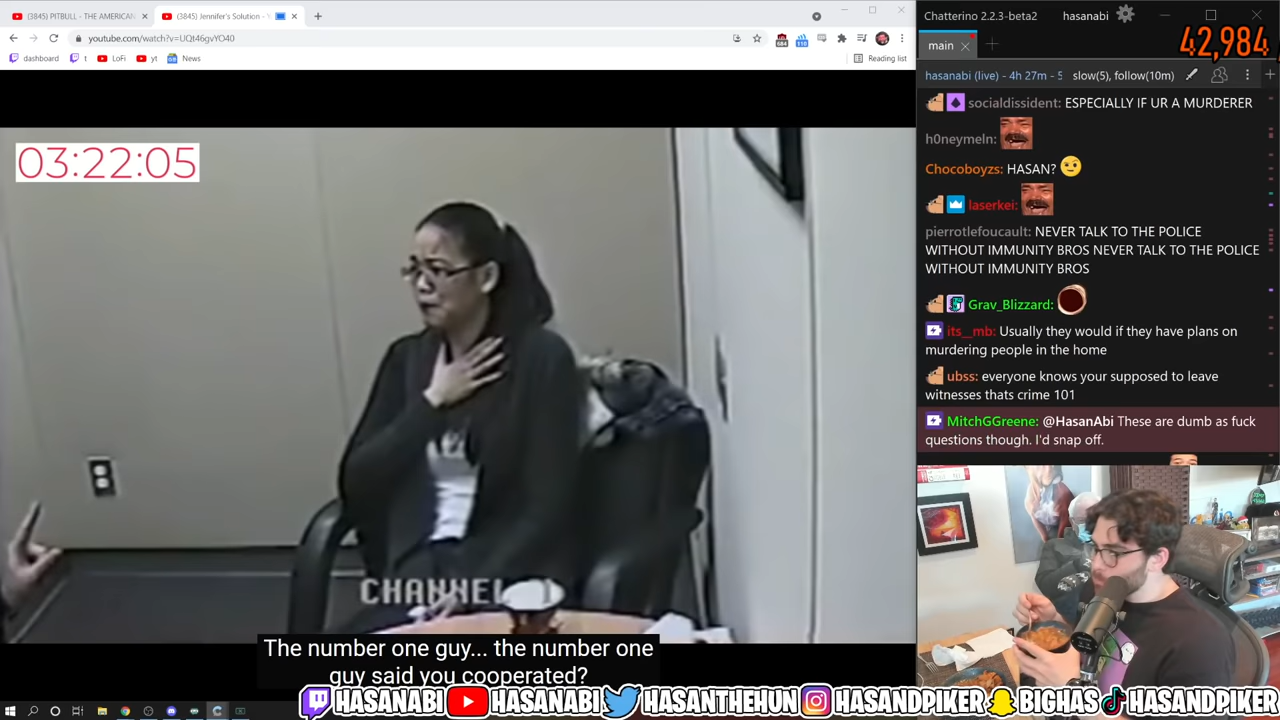 (3845) PITBULL - THE AMERICAN
(3845) Jennifer's Solution - Y
youtube.com/watch?v=UQt46gvYO40
684
110
dashboard
t
LoFi
yt
News
Reading list
03:22:05
CHANNEL 1
The number one guy... the number one
guy said you cooperated?
Chatterino 2.2.3-beta2
hasanabi
42,984
main
hasanabi (live) - 4h 27m - 5
slow(5), follow(10m)
socialdissident: ESPECIALLY IF UR A MURDERER
h0neymeln:
Chocoboyzs: HASAN?
laserkei:
pierrotlefoucault: NEVER TALK TO THE POLICE
WITHOUT IMMUNITY BROS NEVER TALK TO THE POLICE
WITHOUT IMMUNITY BROS
Grav_Blizzard:
its__mb: Usually they would if they have plans on
murdering people in the home
ubss: everyone knows your supposed to leave
witnesses thats crime 101
MitchGGreene: @HasanAbi These are dumb as fuck
questions though. I'd snap off.
HASANABI
HASANABI
HASANTHEHUN
HASANDPIKER
BIGHAS
HASANDPIKER